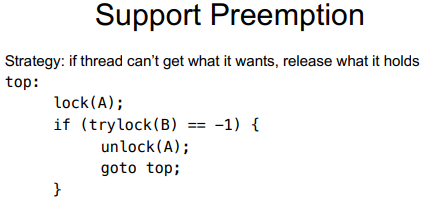 Support Preemption
Strategy: if thread can't get what it wants, release what it holds
top:
lock(A);
if (trylock(B) == -1) {
unlock(A);
goto top;
}